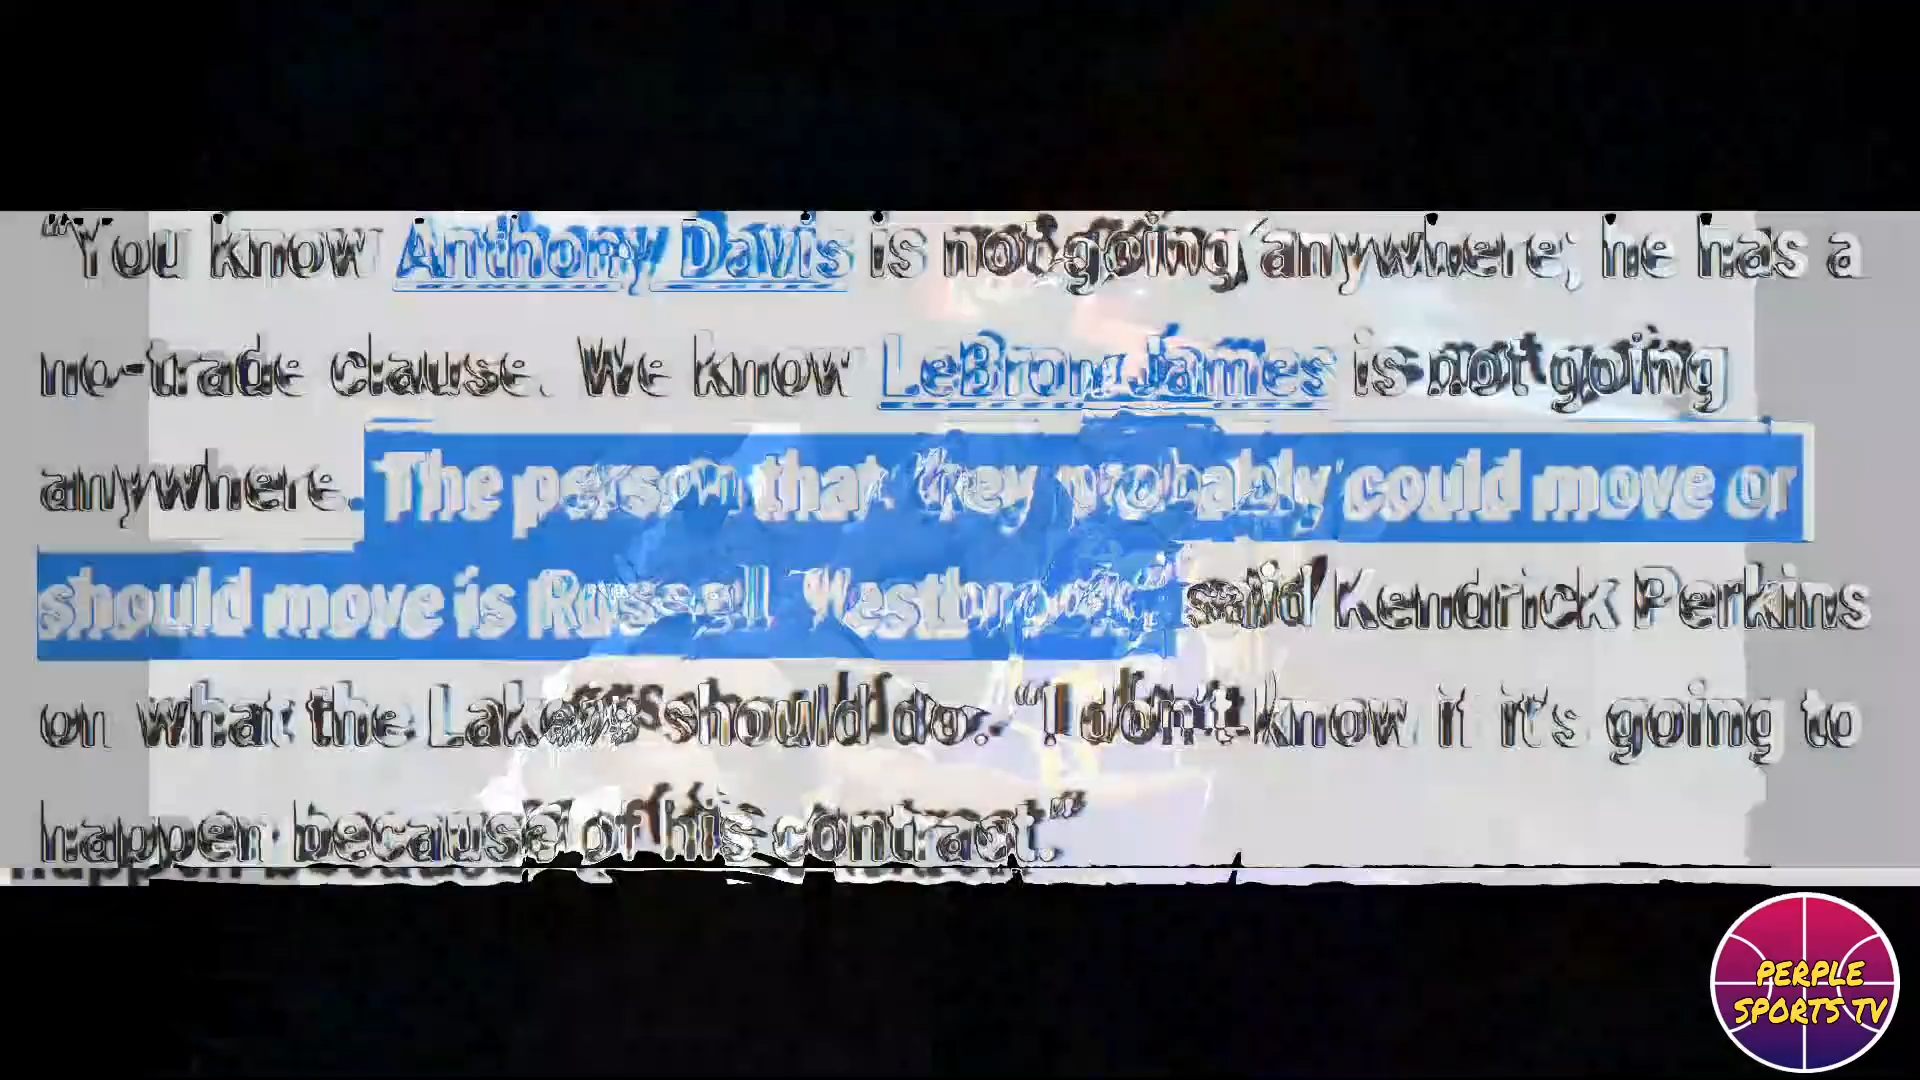 “You know Anthony Davis is not going anywhere; he has a
no-trade clause. We know LeBron James is not going
anywhere. The person that they probably could move or
should move is Russell Westbrook,” said Kendrick Perkins
on what the Lakers should do. “I don't know if it's going to
happen because of his contract.”
PERPLE
SPORTS TV